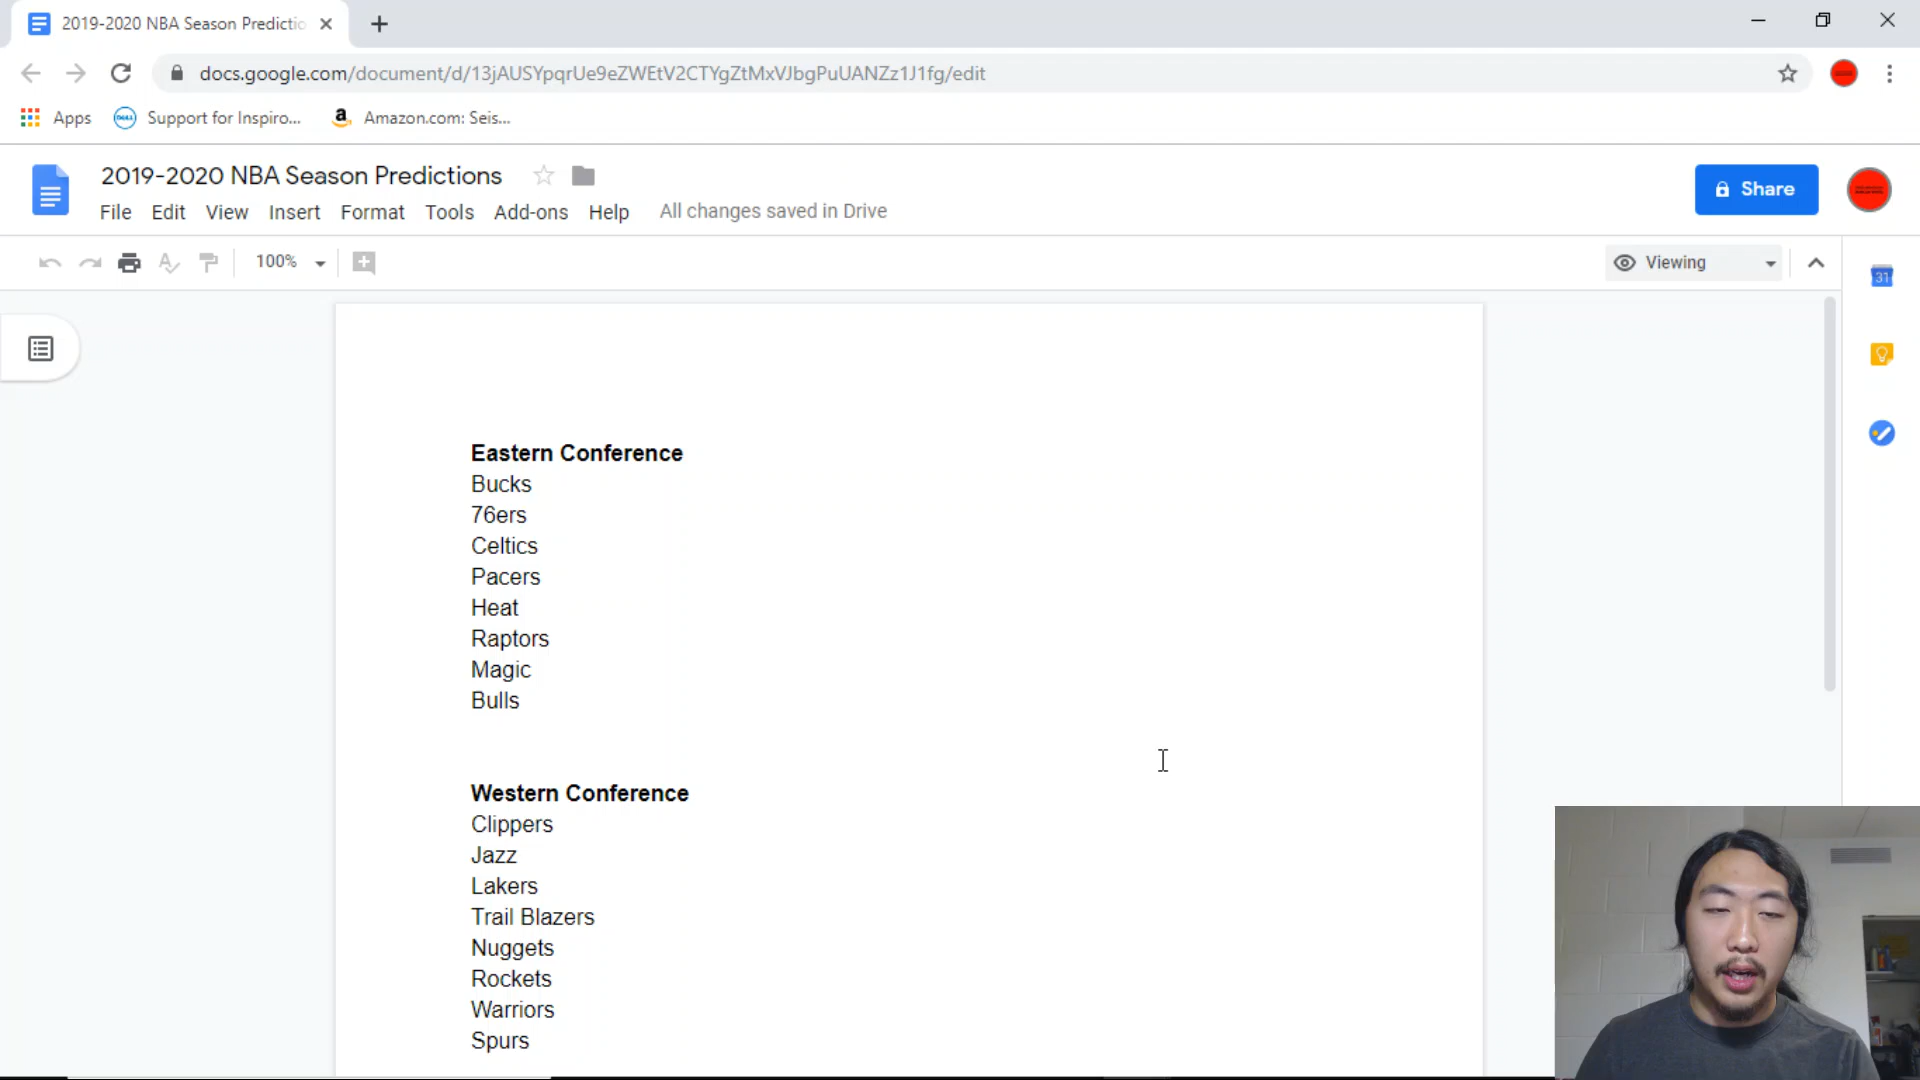 2019-2020 NBA Season Predictio
docs.google.com/document/d/13jAUSYpqrUe9eZWEtV2CTYgZtMxVJbgPuUANZz1J1fg/edit
Apps
Support for Inspiro...
Amazon.com: Seis...
2019-2020 NBA Season Predictions
File Edit View Insert Format Tools Add-ons Help All changes saved in Drive
Share
100%
Viewing
31
Eastern Conference
Bucks
76ers
Celtics
Pacers
Heat
Raptors
Magic
Bulls
Western Conference
Clippers
Jazz
Lakers
Trail Blazers
Nuggets
Rockets
Warriors
Spurs